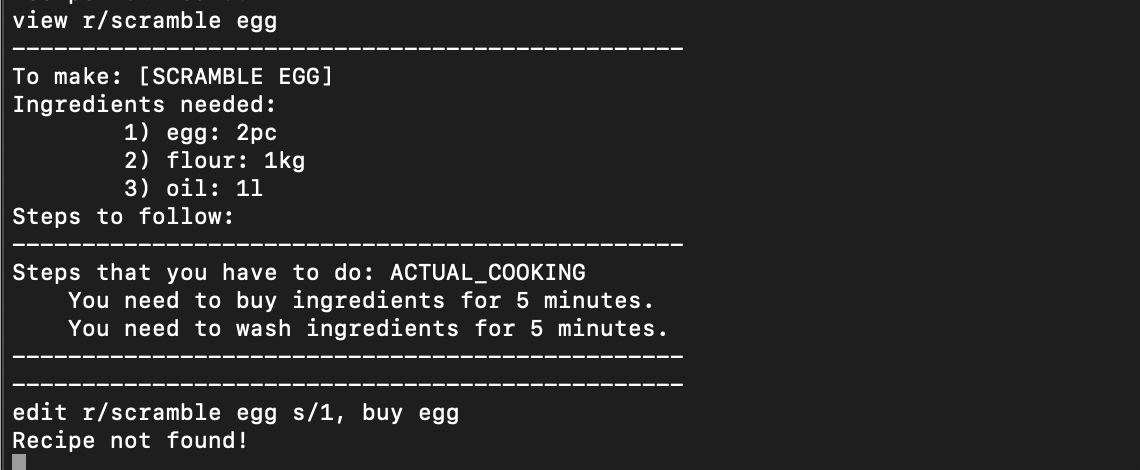 view r/scramble egg
------------------------------------------------
To make: [SCRAMBLE EGG]
Ingredients needed:
        1) egg: 2pc
        2) flour: 1kg
        3) oil: 1l
Steps to follow:
------------------------------------------------
Steps that you have to do: ACTUAL_COOKING
    You need to buy ingredients for 5 minutes.
    You need to wash ingredients for 5 minutes.
------------------------------------------------
------------------------------------------------
edit r/scramble egg s/1, buy egg
Recipe not found!